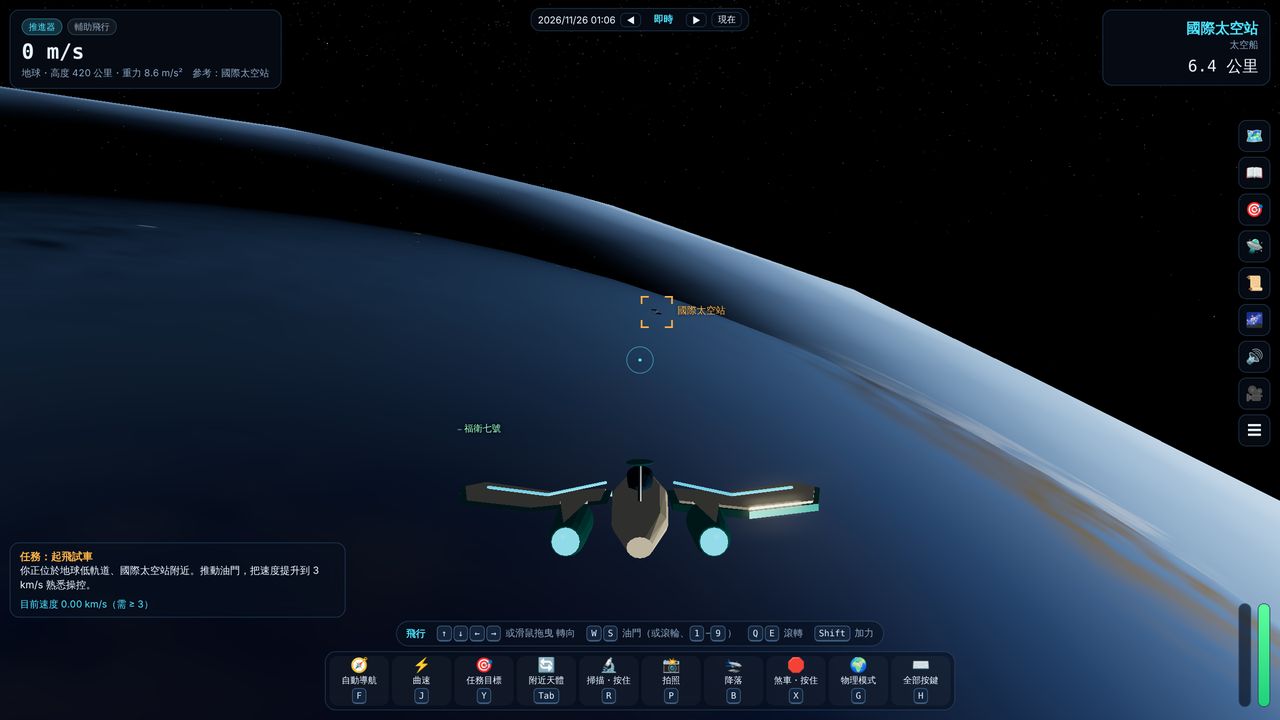 推進器 輔助飛行
0 m/s
地球・高度 420 公里・重力 8.6 m/s² 參考：國際太空站
2026/11/26 01:06 ◀ 即時 ▶ 現在
國際太空站
太空船
6.4 公里
國際太空站
福衛七號
任務：起飛試車
你正位於地球低軌道、國際太空站附近。推動油門，把速度提升到 3
km/s 熟悉操控。
目前速度 0.00 km/s（需 ≥ 3）
飛行 ↑ ↓ ← → 或滑鼠拖曳 轉向 W S 油門（或滾輪、1–9） Q E 滾轉 Shift 加力
自動導航 曲速 任務目標 附近天體 掃描・按住 拍照 降落 煞車・按住 物理模式 全部按鍵
F J Y Tab R P B X G H